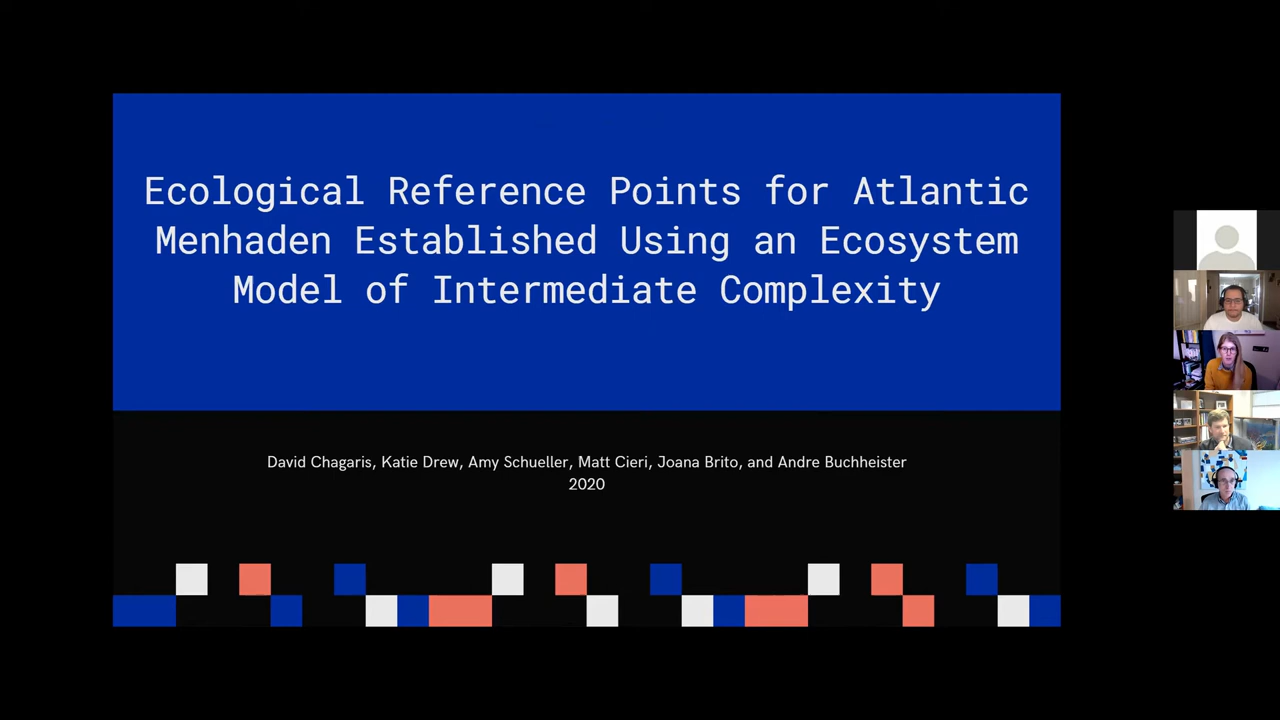 Ecological Reference Points for Atlantic
Menhaden Established Using an Ecosystem
Model of Intermediate Complexity
David Chagaris, Katie Drew, Amy Schueller, Matt Cieri, Joana Brito, and Andre Buchheister
2020